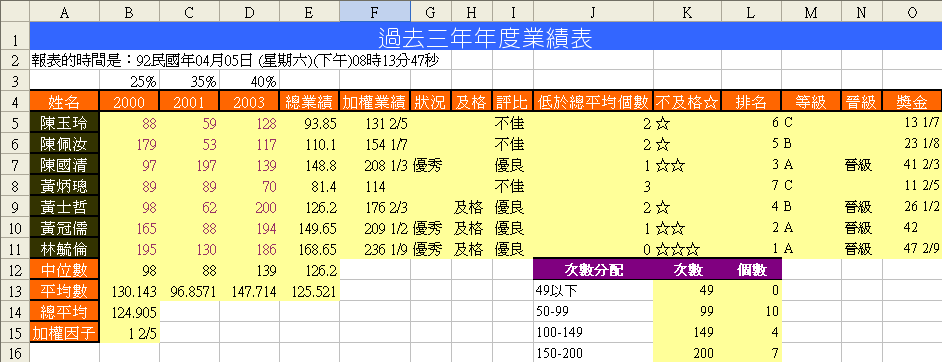 A B C D E F G H I J K L M N O
1 過去三年年度業績表
2 報表的時間是：92民國年04月05日 (星期六)(下午)08時13分47秒
3 25% 35% 40%
4 姓名 2000 2001 2003 總業績 加權業績 狀況 及格 評比 低於總平均個數 不及格☆ 排名 等級 晉級 獎金
5 陳玉玲 88 59 128 93.85 131 2/5 不佳 2 ☆ 6 C 13 1/7
6 陳佩汝 179 53 117 110.1 154 1/7 不佳 2 ☆ 5 B 23 1/8
7 陳國清 97 197 139 148.8 208 1/3 優秀 優良 1 ☆☆ 3 A 晉級 41 2/3
8 黃炳璁 89 89 70 81.4 114 不佳 3 7 C 11 2/5
9 黃士哲 98 62 200 126.2 176 2/3 及格 優良 2 ☆ 4 B 晉級 26 1/2
10 黃冠儒 165 88 194 149.65 209 1/2 優秀 及格 優良 1 ☆☆ 2 A 晉級 42
11 林毓倫 195 130 186 168.65 236 1/9 優秀 及格 優良 0 ☆☆☆ 1 A 晉級 47 2/9
12 中位數 98 88 139 126.2 次數分配 次數 個數
13 平均數 130.143 96.8571 147.714 125.521 49以下 49 0
14 總平均 124.905 50-99 99 10
15 加權因子 1 2/5 100-149 149 4
16 150-200 200 7